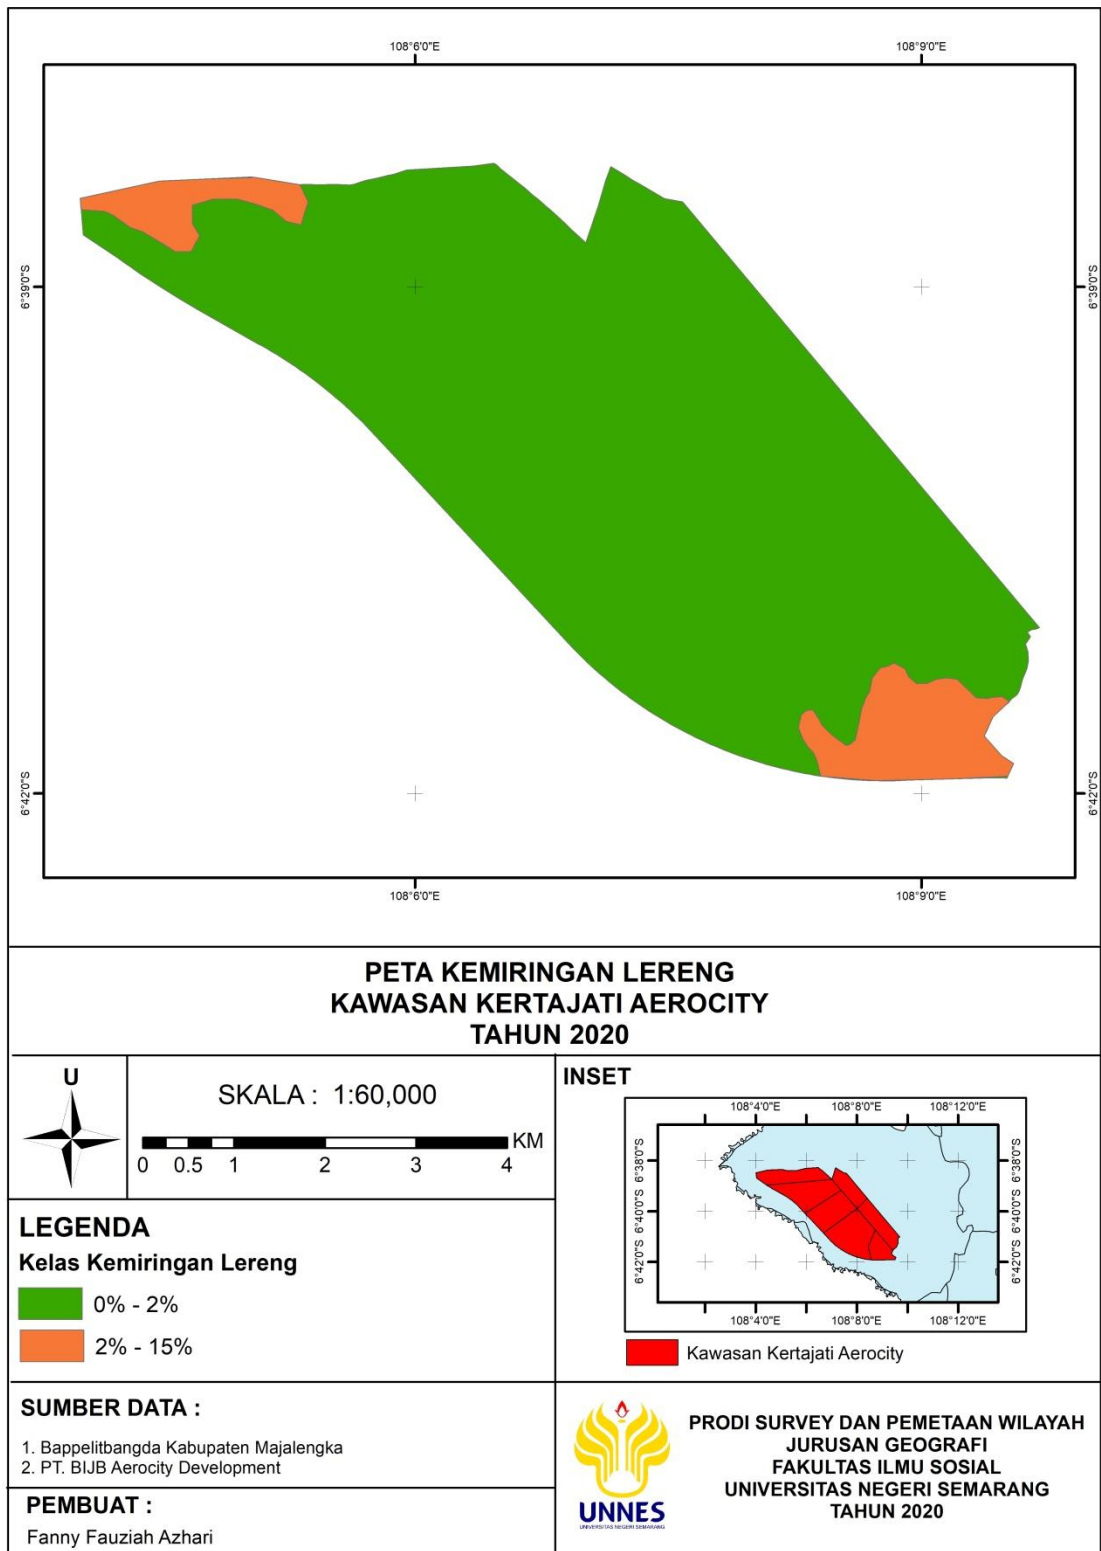 108°6'0"E
108°9'0"E
6°39'0"S
6°39'0"S
6°42'0"S
6°42'0"S
108°6'0"E
108°9'0"E
PETA KEMIRINGAN LERENG
KAWASAN KERTAJATI AEROCITY
TAHUN 2020
U
SKALA : 1:60,000
KM
0 0.5 1 2 3 4
LEGENDA
Kelas Kemiringan Lereng
0% - 2%
2% - 15%
INSET
108°4'0"E
108°8'0"E
108°12'0"E
6°38'0"S
6°38'0"S
6°40'0"S
6°40'0"S
6°42'0"S
6°42'0"S
108°4'0"E
108°8'0"E
108°12'0"E
Kawasan Kertajati Aerocity
SUMBER DATA :
1. Bappelitbangda Kabupaten Majalengka
2. PT. BIJB Aerocity Development
PEMBUAT :
Fanny Fauziah Azhari
UNNES
UNIVERSITAS NEGERI SEMARANG
PRODI SURVEY DAN PEMETAAN WILAYAH
JURUSAN GEOGRAFI
FAKULTAS ILMU SOSIAL
UNIVERSITAS NEGERI SEMARANG
TAHUN 2020